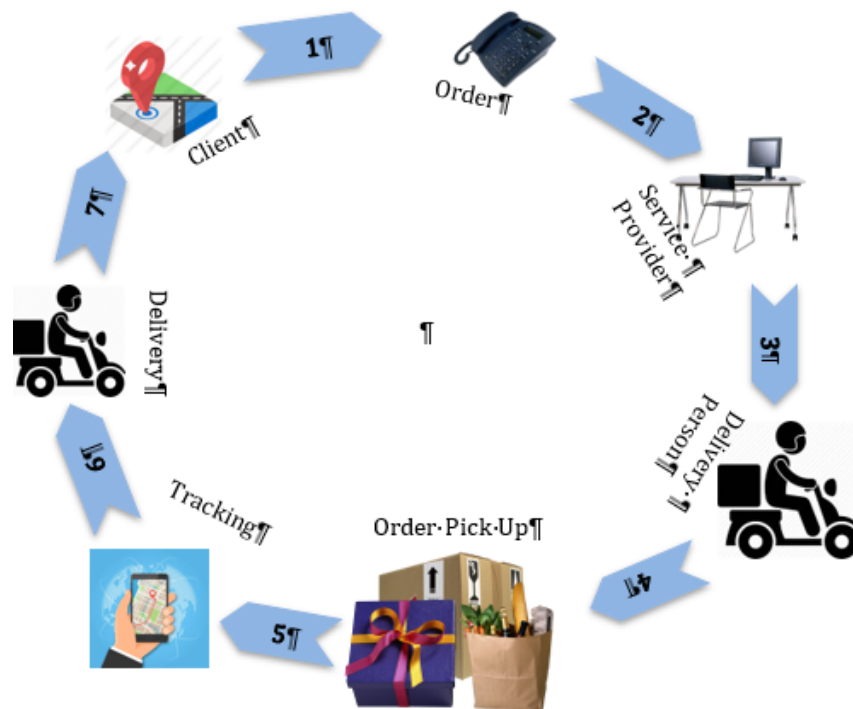 1¶
Order¶
2¶
Service·¶
Provider¶
3¶
Delivery·¶
Person¶
4¶
Order·Pick·Up¶
5¶
Tracking¶
6¶
Delivery¶
7¶
Client¶
¶